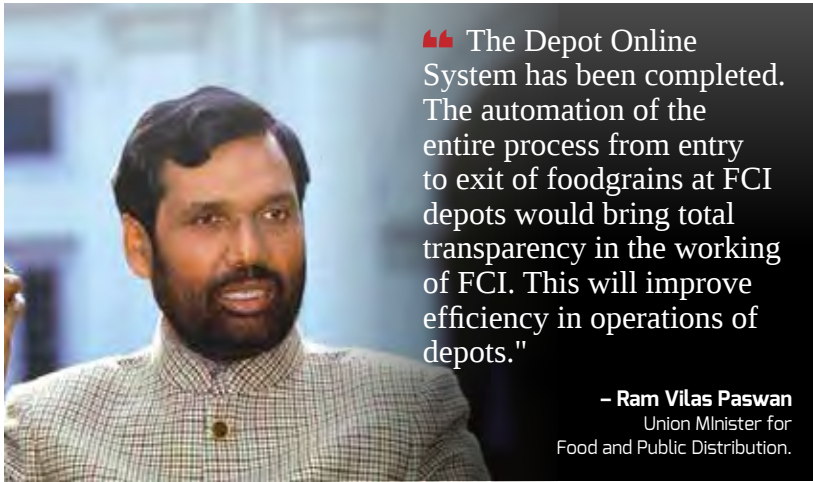 “ The Depot Online
System has been completed.
The automation of the
entire process from entry
to exit of foodgrains at FCI
depots would bring total
transparency in the working
of FCI. This will improve
efficiency in operations of
depots."
– Ram Vilas Paswan
Union MInister for
Food and Public Distribution.